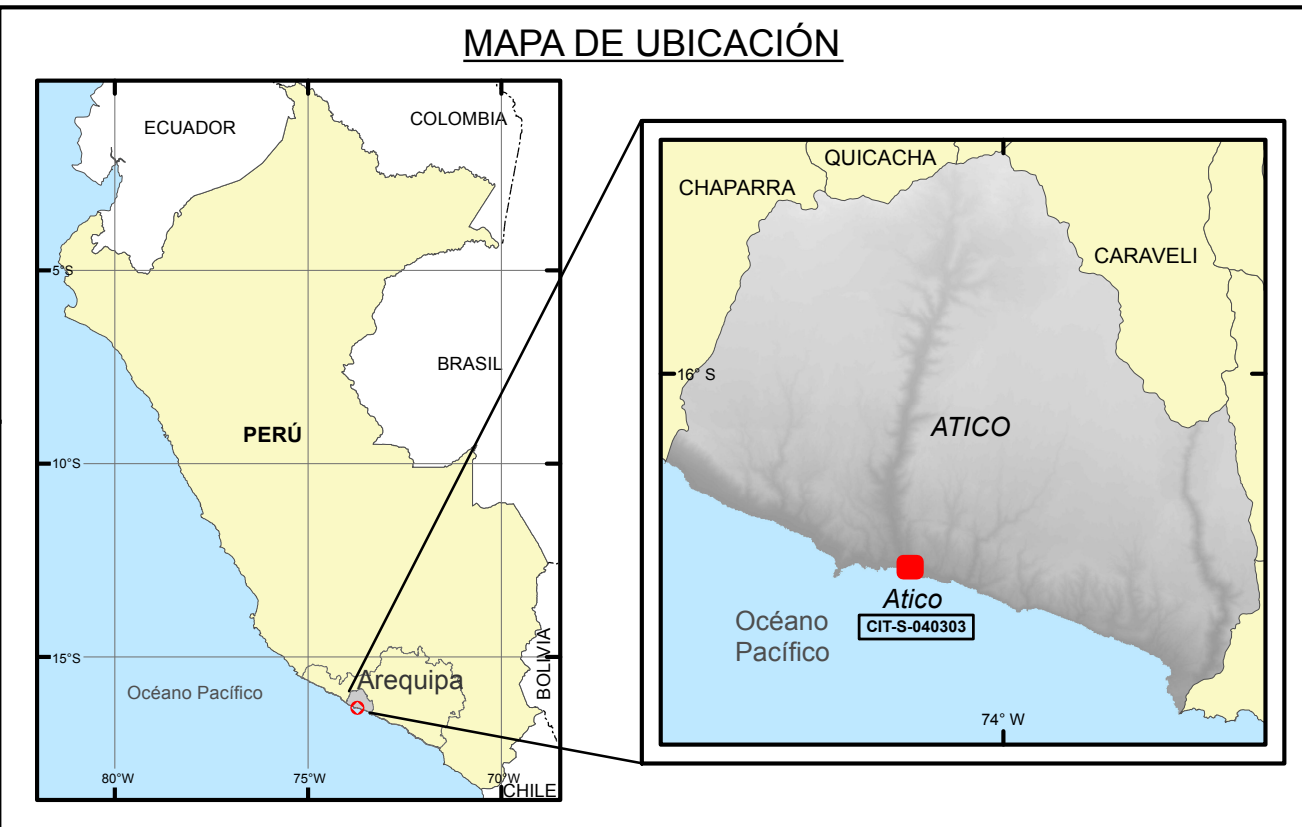 MAPA DE UBICACIÓN
ECUADOR
COLOMBIA
5°S
BRASIL
PERÚ
10°S
15°S
Arequipa
BOLIVIA
Océano Pacífico
80°W
75°W
70°W
CHILE
QUICACHA
CHAPARRA
CARAVELI
16° S
ATICO
Atico
CIT-S-040303
Océano
Pacífico
74° W